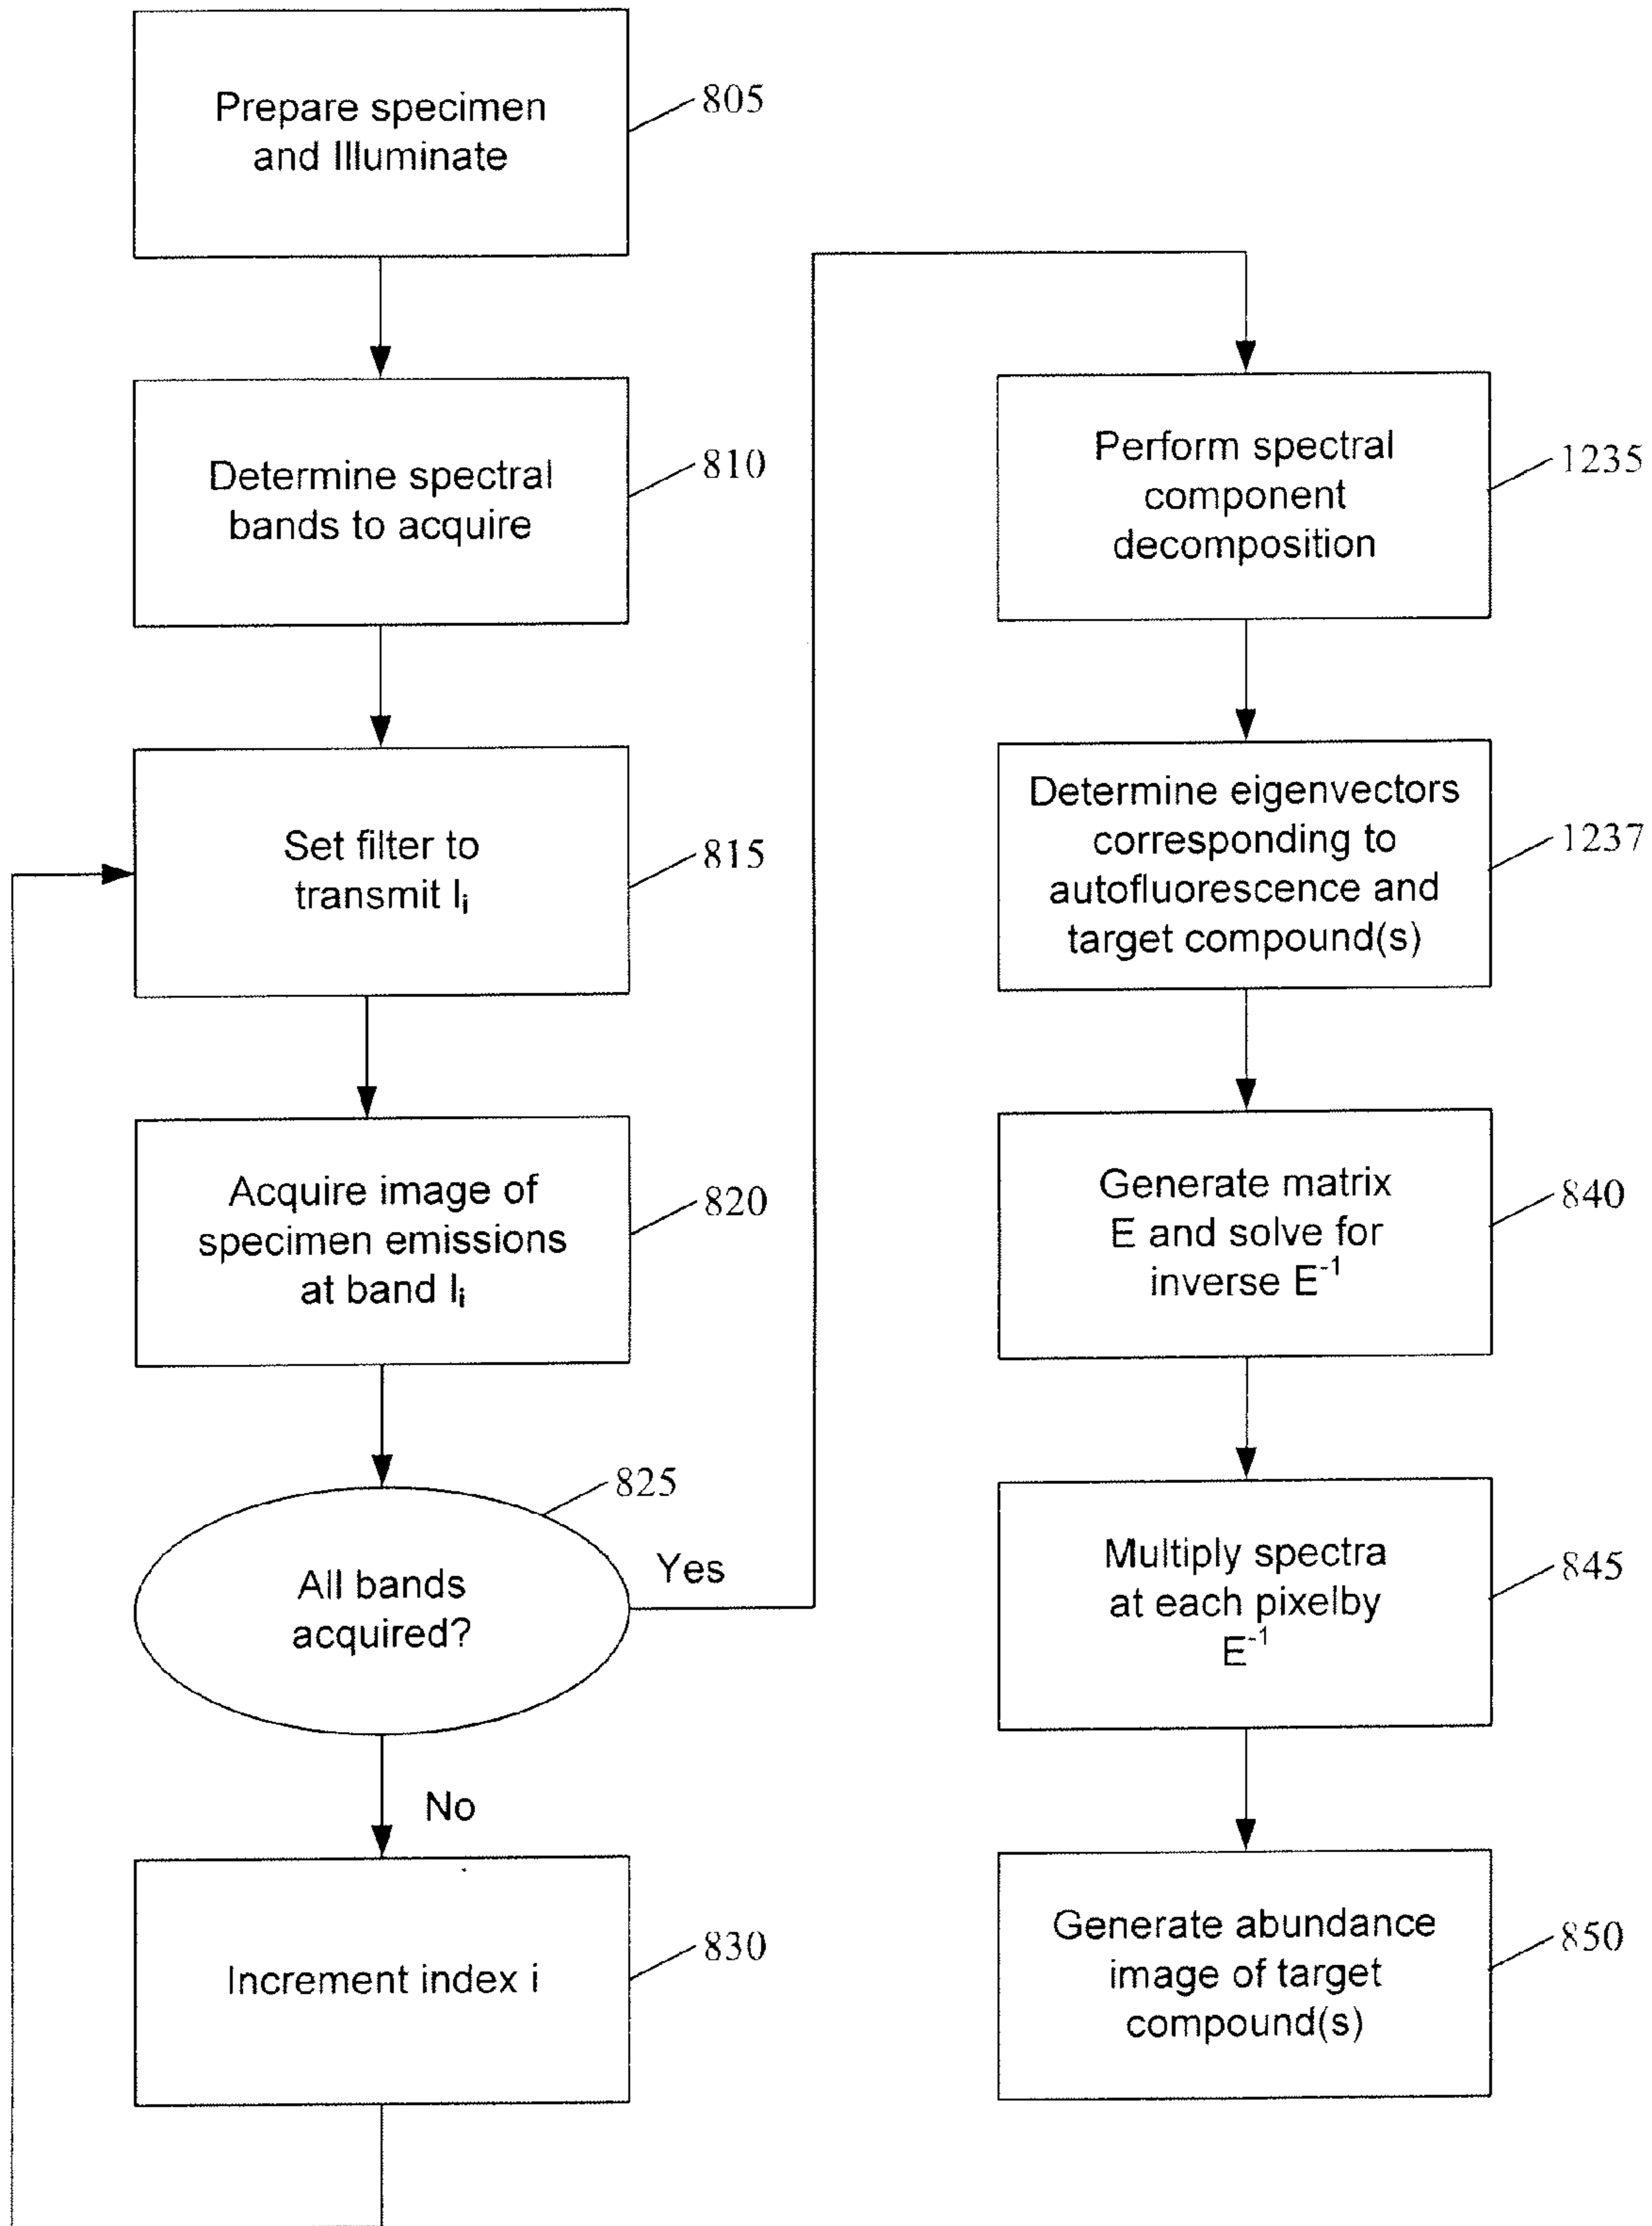 Prepare specimen
and Illuminate
805
Determine spectral
bands to acquire
810
Set filter to
transmit lᵢ
815
Acquire image of
specimen emissions
at band lᵢ
820
825
All bands
acquired?
Yes
No
Increment index i
830
Perform spectral
component
decomposition
1235
Determine eigenvectors
corresponding to
autofluorescence and
target compound(s)
1237
Generate matrix
E and solve for
inverse E⁻¹
840
Multiply spectra
at each pixelby
E⁻¹
845
Generate abundance
image of target
compound(s)
850